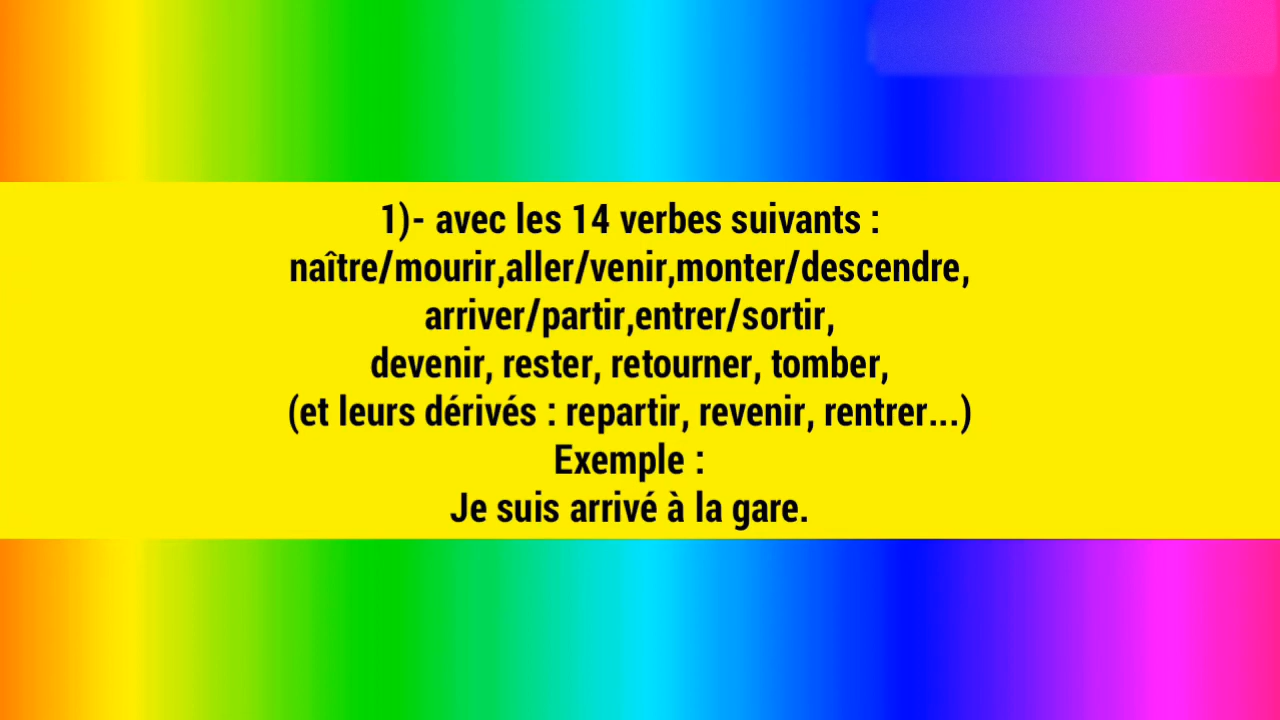 1)- avec les 14 verbes suivants :
naître/mourir,aller/venir,monter/descendre,
arriver/partir,entrer/sortir,
devenir, rester, retourner, tomber,
(et leurs dérivés : repartir, revenir, rentrer...)
Exemple :
Je suis arrivé à la gare.